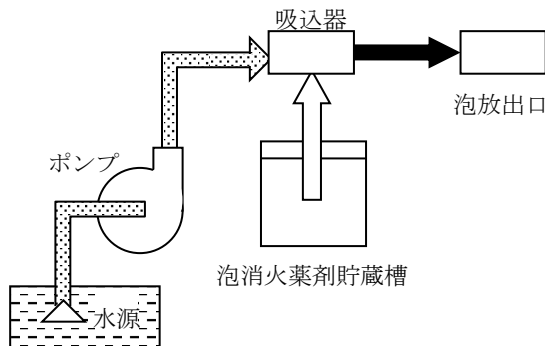 吸込器
泡放出口
ポンプ
泡消火薬剤貯蔵槽
水源